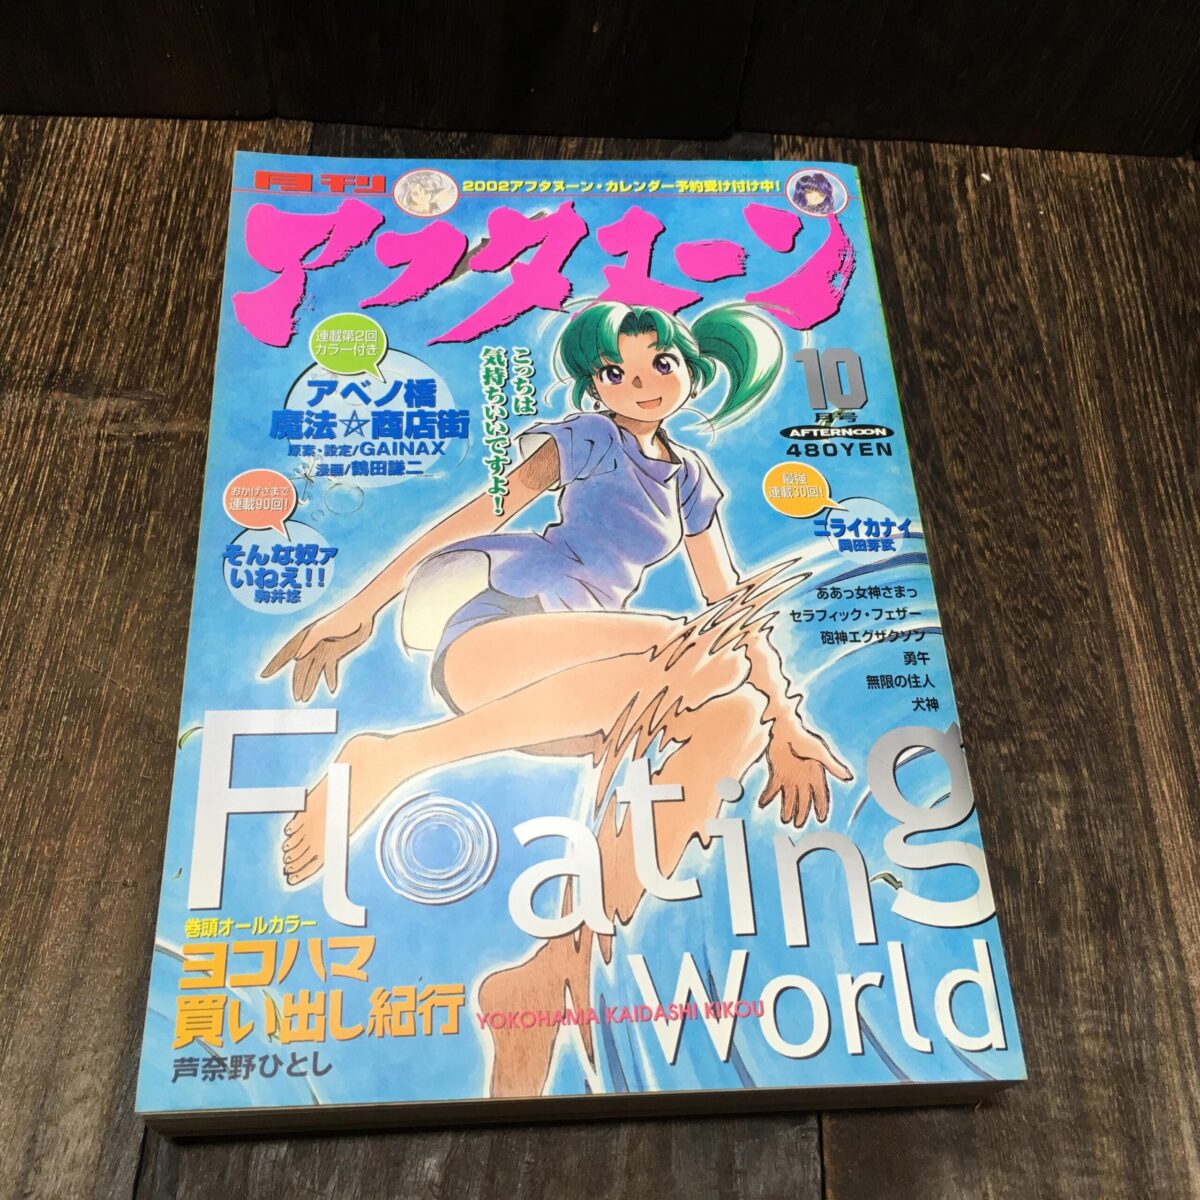 月刊
2002アフタヌーン・カレンダー予約受け付け中!
アフタヌーン
連載第2回
カラー付き
アベノ橋
魔法☆商店街
原案・設定/GAINAX
漫画/鶴田謙二
こっちは
気持ちいいですよ!
10
月号
AFTERNOON
480YEN
おかげさまで
連載90回!
そんな奴ァ
いねえ!!
駒井悠
最強
連載30回!
ニライカナイ
岡田芽武
ああっ女神さまっ
セラフィック・フェザー
砲神エグザクソン
勇午
無限の住人
犬神
Floating
World
巻頭オールカラー
ヨコハマ
買い出し紀行
YOKOHAMA KAIDASHI KIKOU
芦奈野ひとし